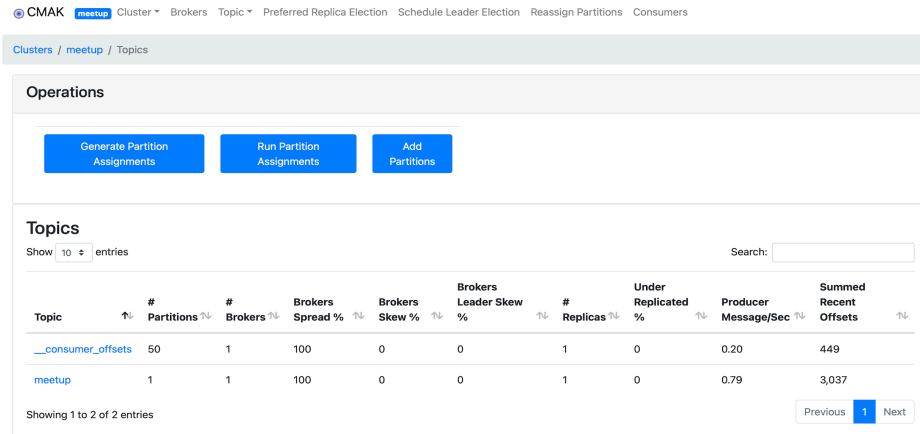 CMAK meetup Cluster Brokers Topic Preferred Replica Election Schedule Leader Election Reassign Partitions Consumers
Clusters / meetup / Topics
Operations
Generate Partition
Assignments
Run Partition
Assignments
Add
Partitions
Topics
Show 10 entries
Search:
Topic
#
Partitions
#
Brokers
Brokers
Spread %
Brokers
Skew %
Brokers
Leader Skew
%
#
Replicas
Under
Replicated
%
Producer
Message/Sec
Summed
Recent
Offsets
__consumer_offsets 50 1 100 0 0 1 0 0.20 449
meetup 1 1 100 0 0 1 0 0.79 3,037
Showing 1 to 2 of 2 entries
Previous 1 Next